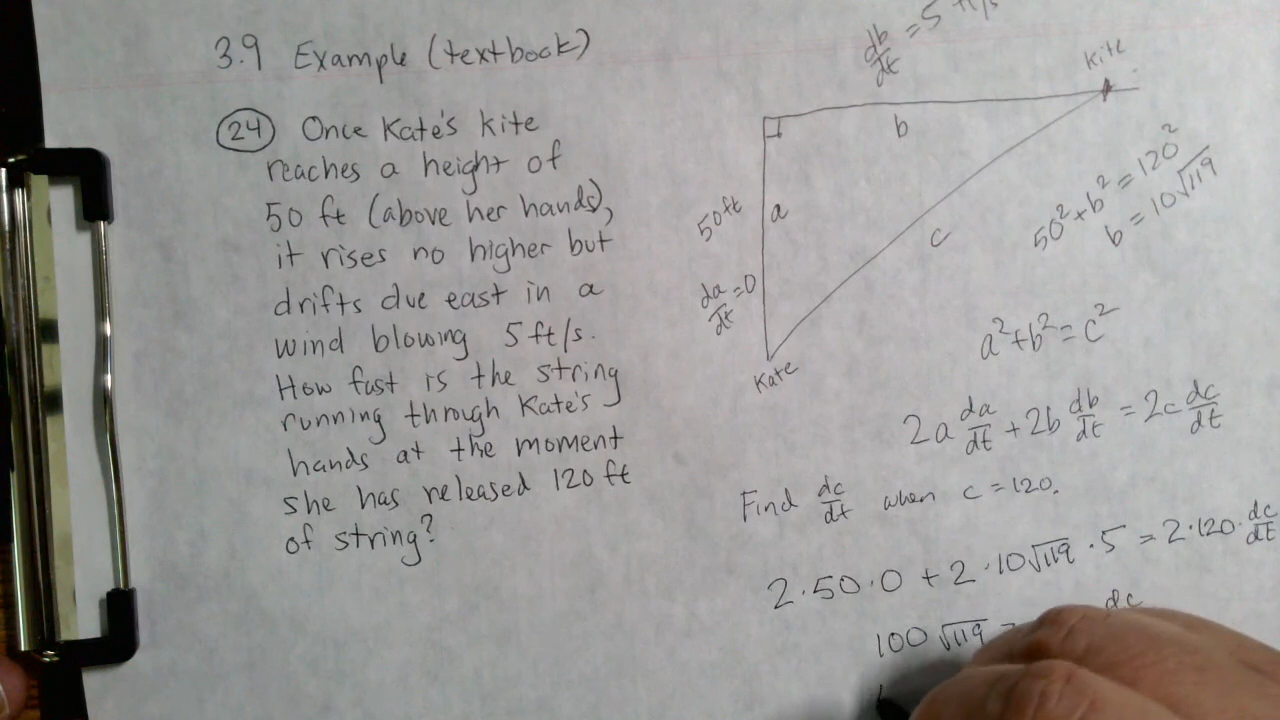 3.9 Example (textbook)
24 Once Kate's kite
reaches a height of
50 ft (above her hands),
it rises no higher but
drifts due east in a
wind blowing 5 ft/s.
How fast is the string
running through Kate's
hands at the moment
she has released 120 ft
of string?
db/dt = 5 ft/s
Kite
b
50 ft
a
c
da/dt = 0
Kate
50² + b² = 120²
b = 10√119
a² + b² = c²
2a da/dt + 2b db/dt = 2c dc/dt
Find dc/dt when c = 120.
2·50·0 + 2·10√119·5 = 2·120·dc/dt
100√119 = dc